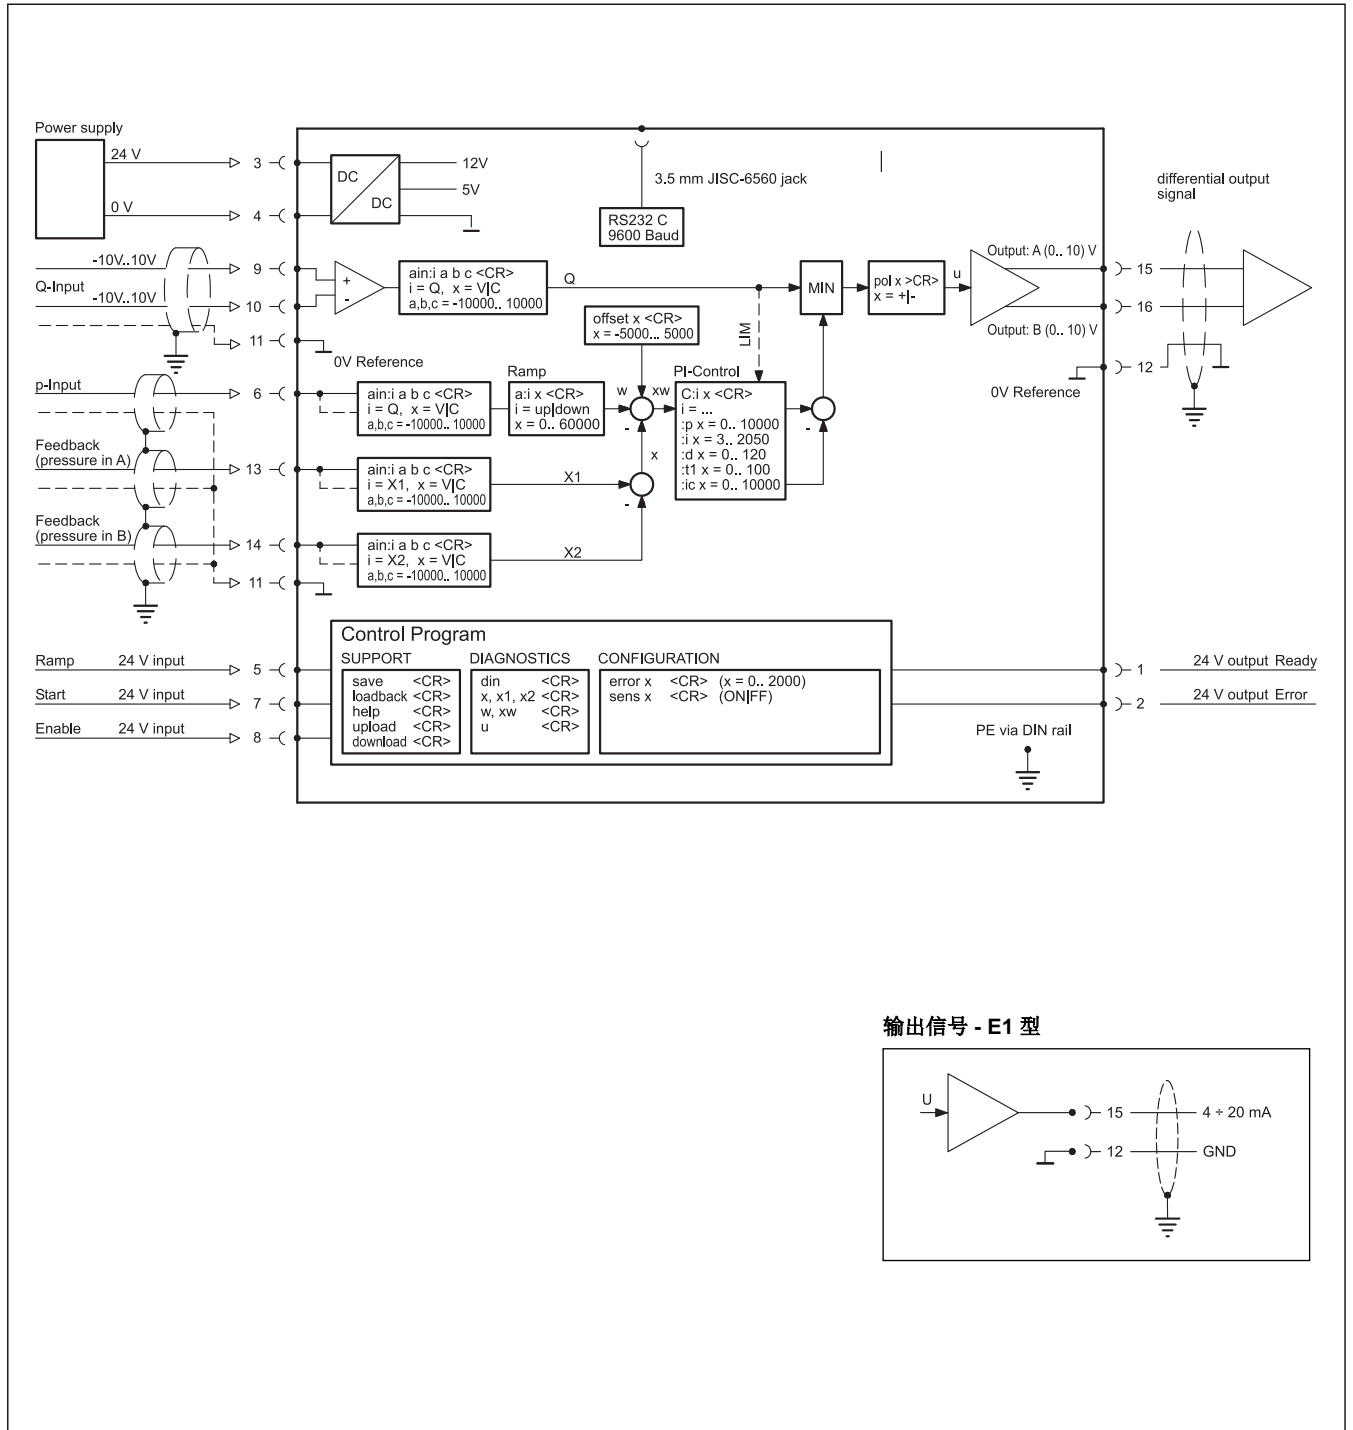 Power supply
24 V
0 V
3
4
DC
DC
12V
5V
3.5 mm JISC-6560 jack
RS232 C
9600 Baud
differential output
signal
-10V..10V
Q-Input
-10V..10V
9
10
11
+
-
ain:i a b c <CR>
i = Q, x = V|C
a,b,c = -10000.. 10000
Q
0V Reference
offset x <CR>
x = -5000... 5000
LIM
MIN
pol x >CR>
x = +|-
u
Output: A (0.. 10) V
Output: B (0.. 10) V
15
16
12
0V Reference
p-Input
6
ain:i a b c <CR>
i = Q, x = V|C
a,b,c = -10000.. 10000
Ramp
a:i x <CR>
i = up|down
x = 0.. 60000
w
xw
-
x
PI-Control
C:i x <CR>
i = ...
:p x = 0.. 10000
:i x = 3.. 2050
:d x = 0.. 120
:t1 x = 0.. 100
:ic x = 0.. 10000
-
Feedback
(pressure in A)
13
ain:i a b c <CR>
i = X1, x = V|C
a,b,c = -10000.. 10000
X1
-
Feedback
(pressure in B)
14
11
ain:i a b c <CR>
i = X2, x = V|C
a,b,c = -10000.. 10000
X2
Ramp 24 V input 5
Start 24 V input 7
Enable 24 V input 8
Control Program
SUPPORT
save <CR>
loadback <CR>
help <CR>
upload <CR>
download <CR>
DIAGNOSTICS
din <CR>
x, x1, x2 <CR>
w, xw <CR>
u <CR>
CONFIGURATION
error x <CR> (x = 0.. 2000)
sens x <CR> (ON|FF)
1 24 V output Ready
2 24 V output Error
PE via DIN rail
输出信号 - E1 型
U
15
4 ÷ 20 mA
12
GND